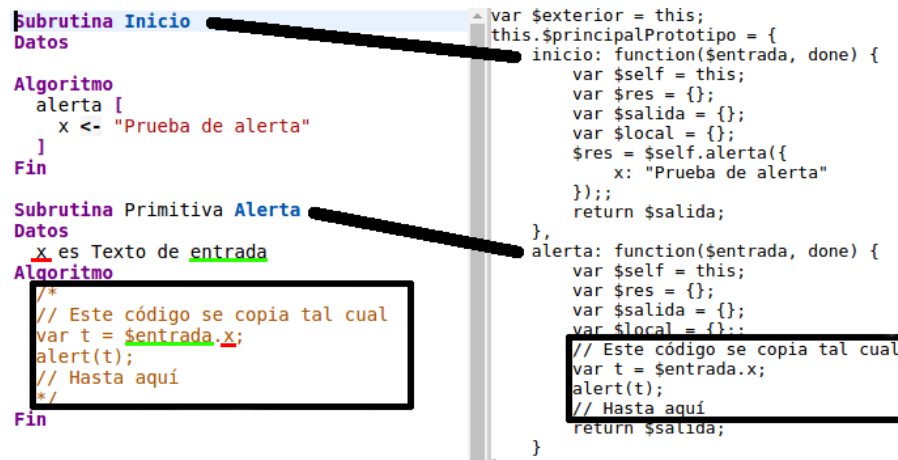 Subrutina Inicio
Datos
Algoritmo
alerta [
x <- "Prueba de alerta"
]
Fin
Subrutina Primitiva Alerta
Datos
x es Texto de entrada
Algoritmo
/*
// Este código se copia tal cual
var t = $entrada.x;
alert(t);
// Hasta aquí
*/
Fin
var $exterior = this;
this.$principalPrototipo = {
inicio: function($entrada, done) {
var $self = this;
var $res = {};
var $salida = {};
var $local = {};
$res = $self.alerta({
x: "Prueba de alerta"
});;
return $salida;
},
alerta: function($entrada, done) {
var $self = this;
var $res = {};
var $salida = {};
var $local = {};;
// Este código se copia tal cual
var t = $entrada.x;
alert(t);
// Hasta aquí
return $salida;
}